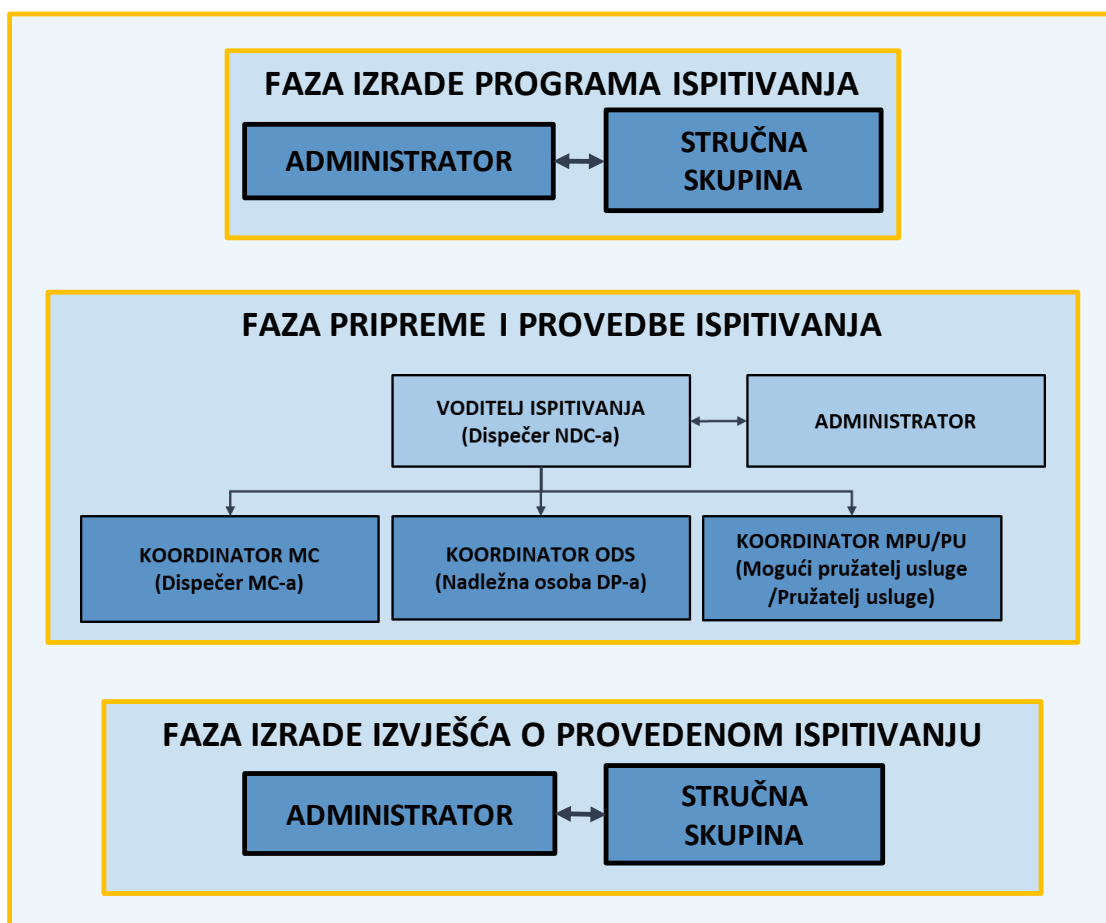 FAZA IZRADE PROGRAMA ISPITIVANJA
ADMINISTRATOR
STRUČNA
SKUPINA
FAZA PRIPREME I PROVEDBE ISPITIVANJA
VODITELJ ISPITIVANJA
(Dispečer NDC-a)
ADMINISTRATOR
KOORDINATOR MC
(Dispečer MC-a)
KOORDINATOR ODS
(Nadležna osoba DP-a)
KOORDINATOR MPU/PU
(Mogući pružatelj usluge
/Pružatelj usluge)
FAZA IZRADE IZVJEŠĆA O PROVEDENOM ISPITIVANJU
ADMINISTRATOR
STRUČNA
SKUPINA